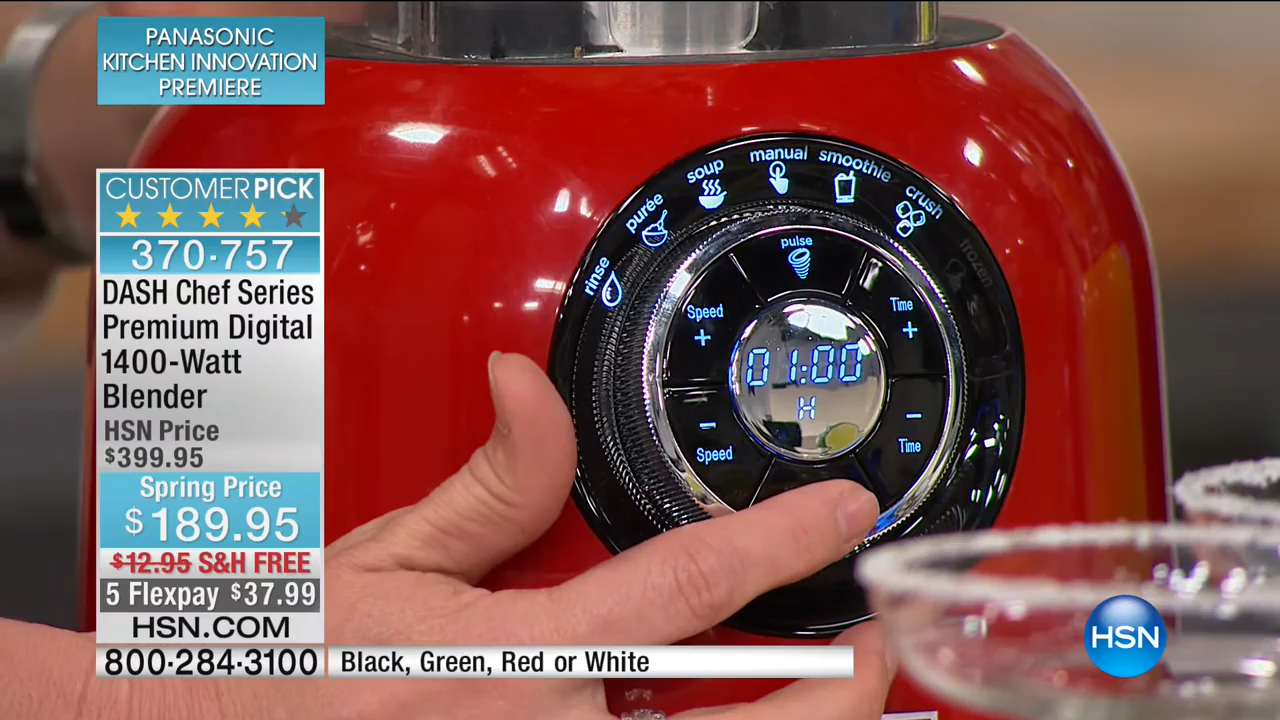 PANASONIC
KITCHEN INNOVATION
PREMIERE
CUSTOMER PICK
370-757
DASH Chef Series
Premium Digital
1400-Watt
Blender
HSN Price
$399.95
Spring Price
$189.95
$12.95 S&H FREE
5 Flexpay $37.99
HSN.COM
800-284-3100
Black, Green, Red or White
rinse
purée
soup
manual
smoothie
crush
frozen
pulse
Speed
+
Time
+
01:00
H
–
Speed
–
Time
HSN